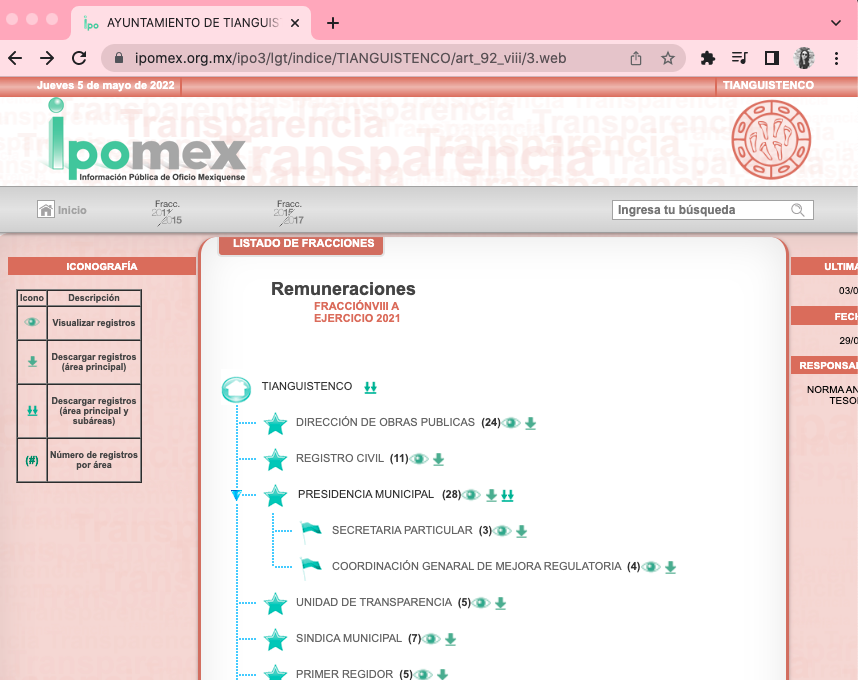 ipo AYUNTAMIENTO DE TIANGUIS
ipomex.org.mx/ipo3/lgt/indice/TIANGUISTENCO/art_92_viii/3.web
Jueves 5 de mayo de 2022
TIANGUISTENCO
ipomex
Información Pública de Oficio Mexiquense
Transparencia
Transparencia
Inicio
Fracc.
Fracc.
Ingresa tu búsqueda
LISTADO DE FRACCIONES
ICONOGRAFÍA
Icono Descripción
Visualizar registros
Descargar registros
(área principal)
Descargar registros
(área principal y
subáreas)
(#) Número de registros
por área
Remuneraciones
FRACCIÓNVIII A
EJERCICIO 2021
TIANGUISTENCO
DIRECCIÓN DE OBRAS PUBLICAS (24)
REGISTRO CIVIL (11)
PRESIDENCIA MUNICIPAL (28)
SECRETARIA PARTICULAR (3)
COORDINACIÓN GENARAL DE MEJORA REGULATORIA (4)
UNIDAD DE TRANSPARENCIA (5)
SINDICA MUNICIPAL (7)
PRIMER REGIDOR (5)
ULTIMA
03/0
FECH
29/0
RESPONSA
NORMA AN
TESO